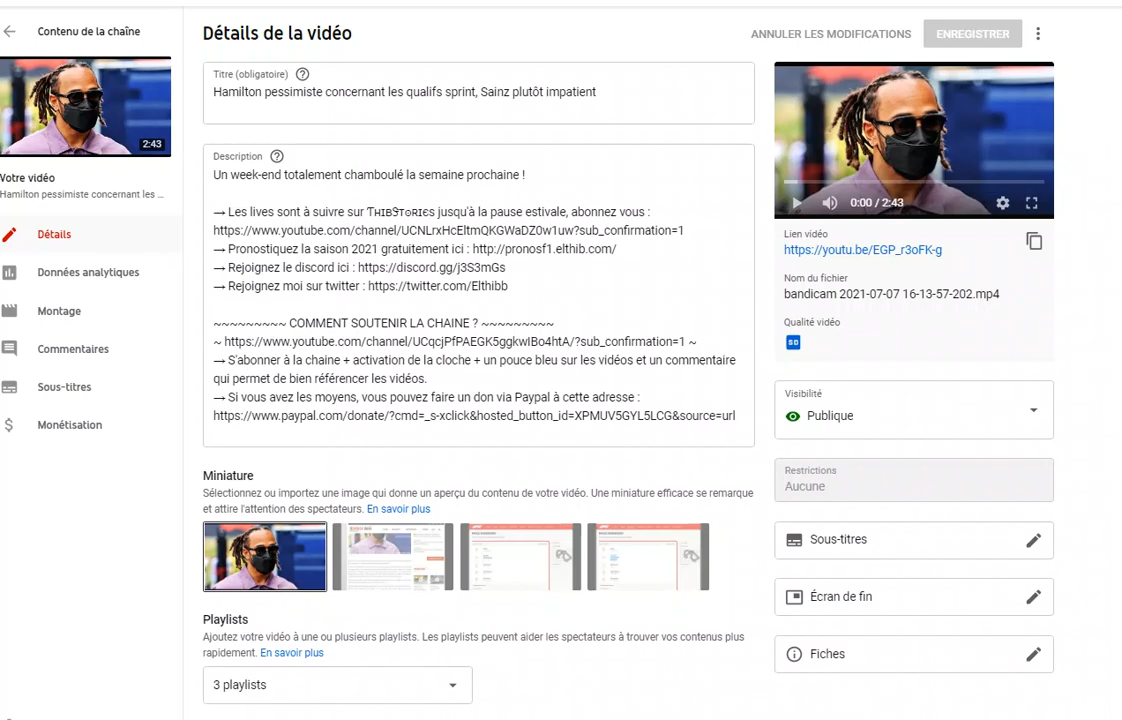 Contenu de la chaîne
2:43
Votre vidéo
Hamilton pessimiste concernant les ...
Détails
Données analytiques
Montage
Commentaires
Sous-titres
Monétisation
Détails de la vidéo
ANNULER LES MODIFICATIONS
ENREGISTRER
Titre (obligatoire)
Hamilton pessimiste concernant les qualifs sprint, Sainz plutôt impatient
Description
Un week-end totalement chamboulé la semaine prochaine !
→ Les lives sont à suivre sur ƬʜɪʙϿTᴏʀɪєs jusqu'à la pause estivale, abonnez vous :
https://www.youtube.com/channel/UCNLrxHcEltmQKGWaDZ0w1uw?sub_confirmation=1
→ Pronostiquez la saison 2021 gratuitement ici : http://pronosf1.elthib.com/
→ Rejoignez le discord ici : https://discord.gg/j3S3mGs
→ Rejoignez moi sur twitter : https://twitter.com/Elthibb
~~~~~~~~~ COMMENT SOUTENIR LA CHAINE ? ~~~~~~~~~
~ https://www.youtube.com/channel/UCqcjPfPAEGK5ggkwIBo4htA/?sub_confirmation=1 ~
→ S'abonner à la chaine + activation de la cloche + un pouce bleu sur les vidéos et un commentaire
qui permet de bien référencer les vidéos.
→ Si vous avez les moyens, vous pouvez faire un don via Paypal à cette adresse :
https://www.paypal.com/donate/?cmd=_s-xclick&hosted_button_id=XPMUV5GYL5LCG&source=url
Miniature
Sélectionnez ou importez une image qui donne un aperçu du contenu de votre vidéo. Une miniature efficace se remarque
et attire l'attention des spectateurs. En savoir plus
Playlists
Ajoutez votre vidéo à une ou plusieurs playlists. Les playlists peuvent aider les spectateurs à trouver vos contenus plus
rapidement. En savoir plus
3 playlists
0:00 / 2:43
Lien vidéo
https://youtu.be/EGP_r3oFK-g
Nom du fichier
bandicam 2021-07-07 16-13-57-202.mp4
Qualité vidéo
SD
Visibilité
Publique
Restrictions
Aucune
Sous-titres
Écran de fin
Fiches